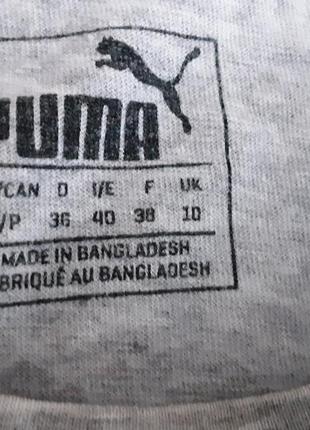 PUMA
/CAN D I/E F UK
/P 36 40 38 10
MADE IN BANGLADESH
BRIQUÉ AU BANGLADESH